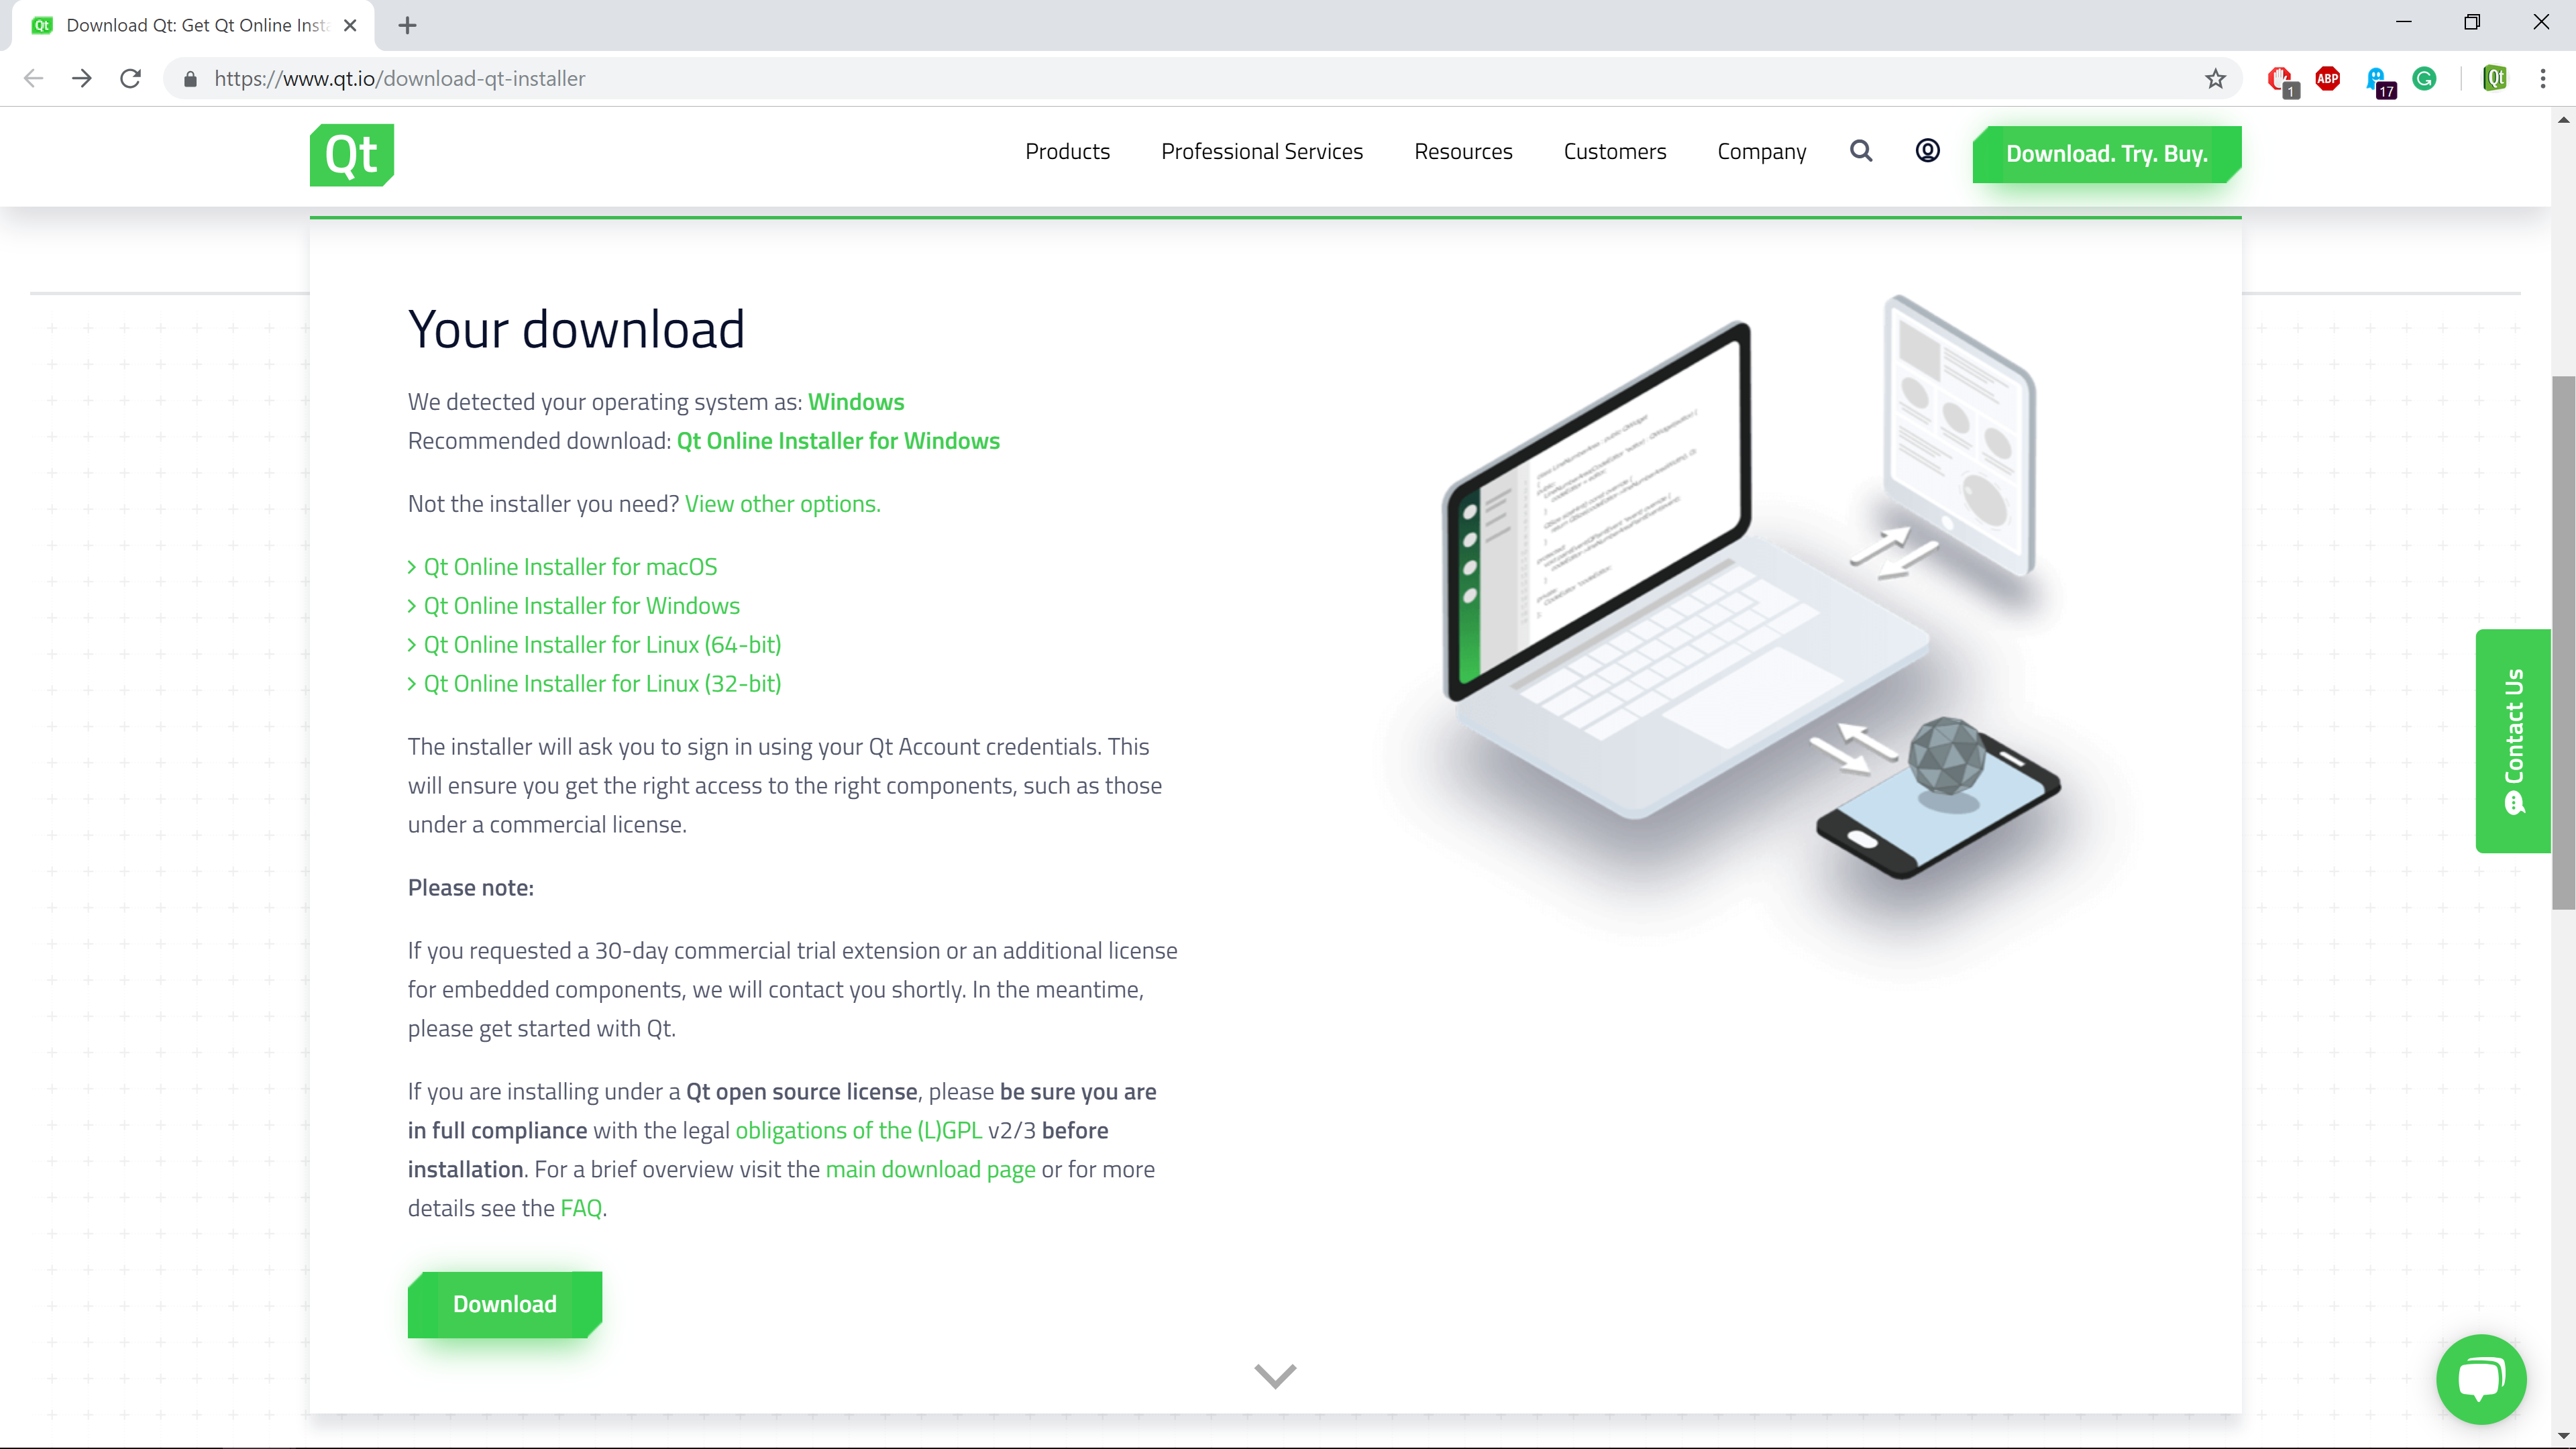 Download Qt: Get Qt Online Inst
https://www.qt.io/download-qt-installer
1
ABP
17
Qt
Qt
Products
Professional Services
Resources
Customers
Company
Download. Try. Buy.
Your download
We detected your operating system as: Windows
Recommended download: Qt Online Installer for Windows
Not the installer you need? View other options.
Qt Online Installer for macOS
Qt Online Installer for Windows
Qt Online Installer for Linux (64-bit)
Qt Online Installer for Linux (32-bit)
The installer will ask you to sign in using your Qt Account credentials. This
will ensure you get the right access to the right components, such as those
under a commercial license.
Please note:
If you requested a 30-day commercial trial extension or an additional license
for embedded components, we will contact you shortly. In the meantime,
please get started with Qt.
If you are installing under a Qt open source license, please be sure you are
in full compliance with the legal obligations of the (L)GPL v2/3 before
installation. For a brief overview visit the main download page or for more
details see the FAQ.
Download
Contact Us